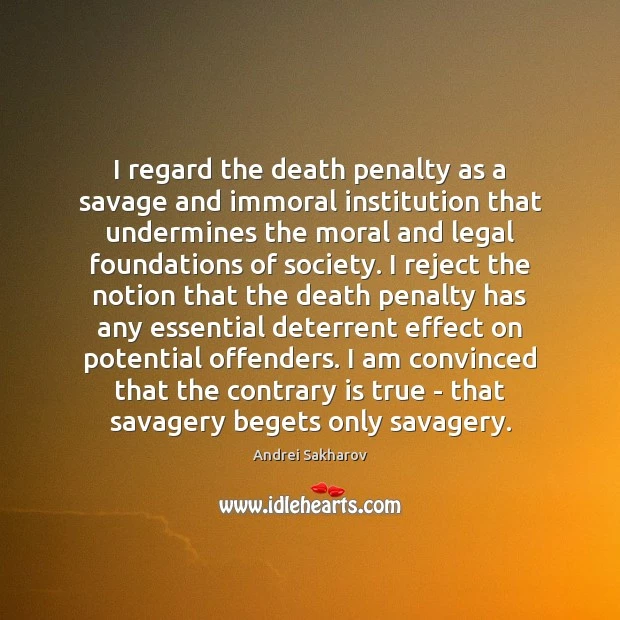 I regard the death penalty as a
savage and immoral institution that
undermines the moral and legal
foundations of society. I reject the
notion that the death penalty has
any essential deterrent effect on
potential offenders. I am convinced
that the contrary is true - that
savagery begets only savagery.
Andrei Sakharov
www.idlehearts.com